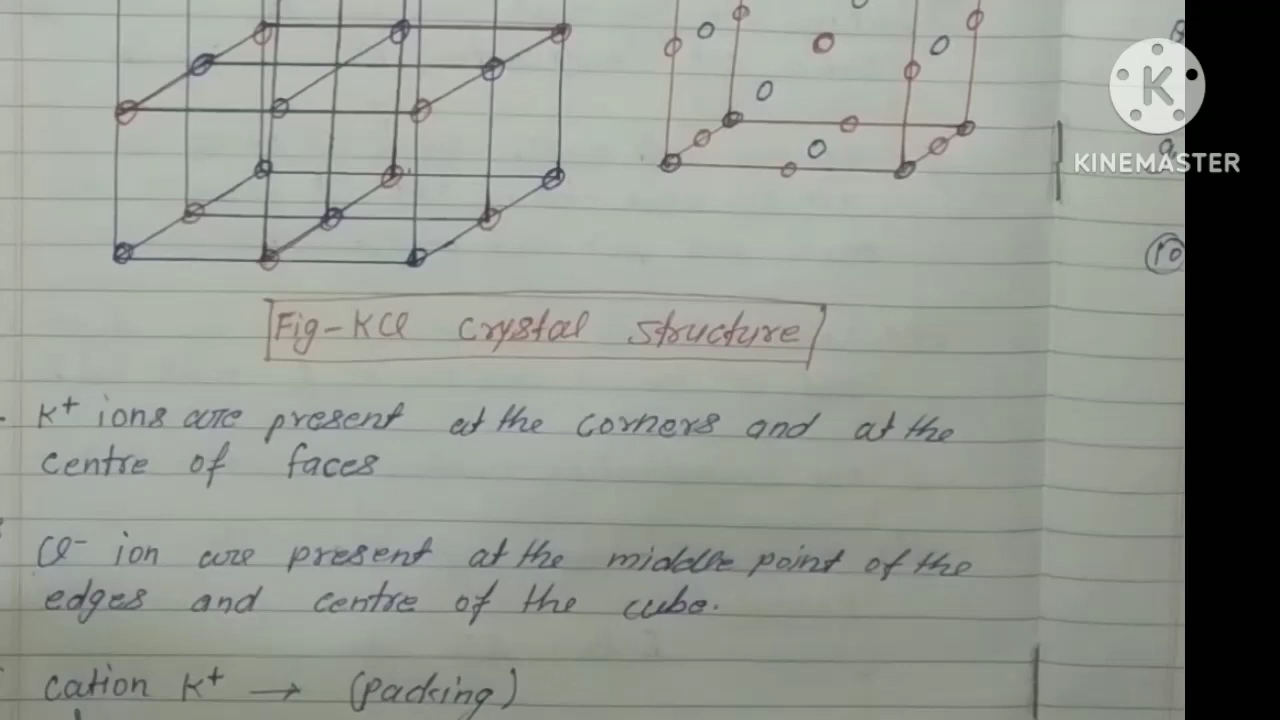 K
KINEMASTER
Fig-KCl Crystal Structure
K+ ions are present at the corners and at the
centre of faces
Cl- ion are present at the middle point of the
edges and centre of the cube.
cation K+ → (packing)